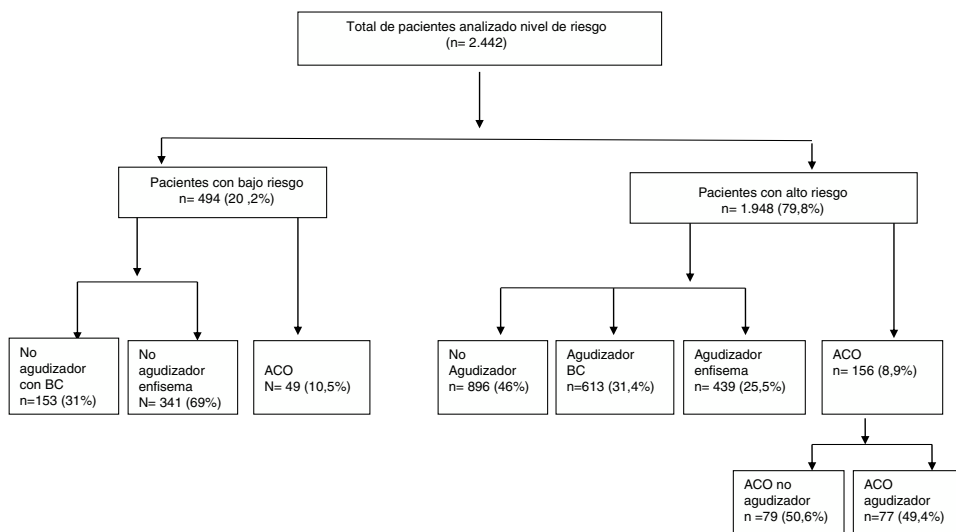 Total de pacientes analizado nivel de riesgo
(n= 2.442)
Pacientes con bajo riesgo
n= 494 (20 ,2%)
Pacientes con alto riesgo
n= 1.948 (79,8%)
No
agudizador
con BC
n=153 (31%)
No
agudizador
enfisema
N= 341 (69%)
ACO
N= 49 (10,5%)
No
Agudizador
n= 896 (46%)
Agudizador
BC
n=613 (31,4%)
Agudizador
enfisema
n= 439 (25,5%)
ACO
n= 156 (8,9%)
ACO no
agudizador
n =79 (50,6%)
ACO
agudizador
n=77 (49,4%)